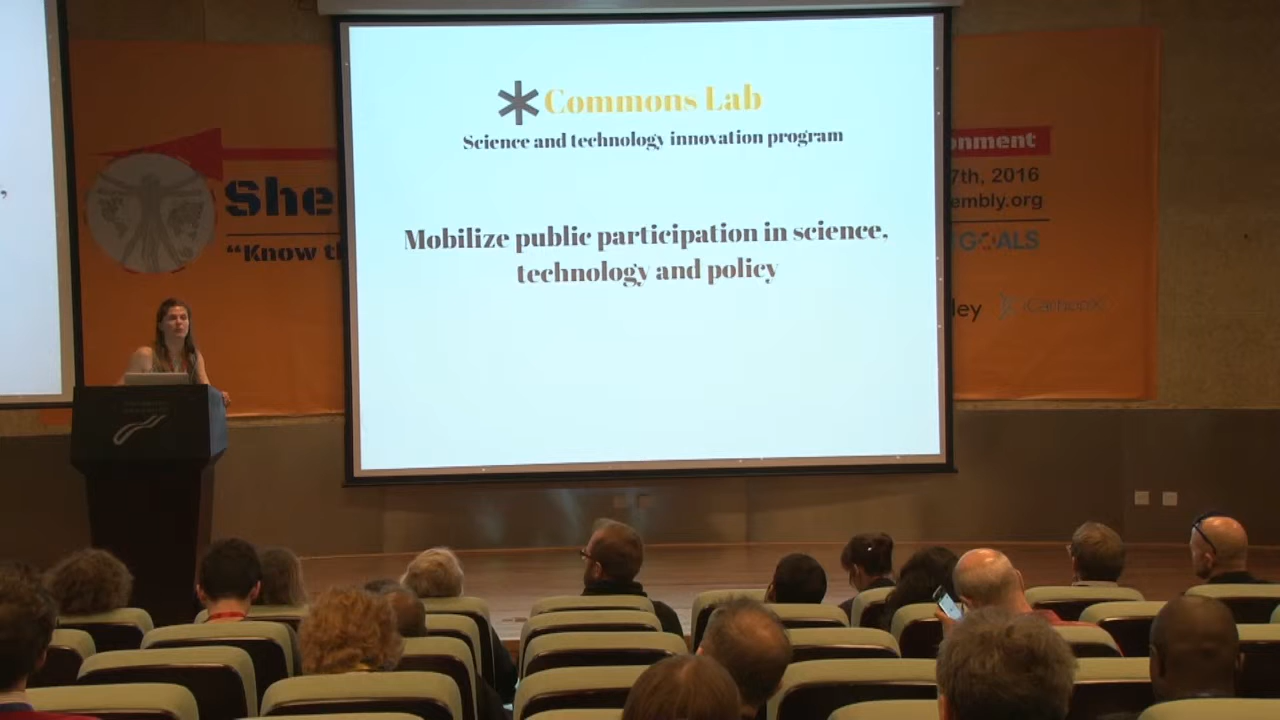 Commons Lab
Science and technology innovation program
Mobilize public participation in science,
technology and policy
She
“Know th
onment
7th, 2016
embly.org
GOALS
ley
iCarbonX